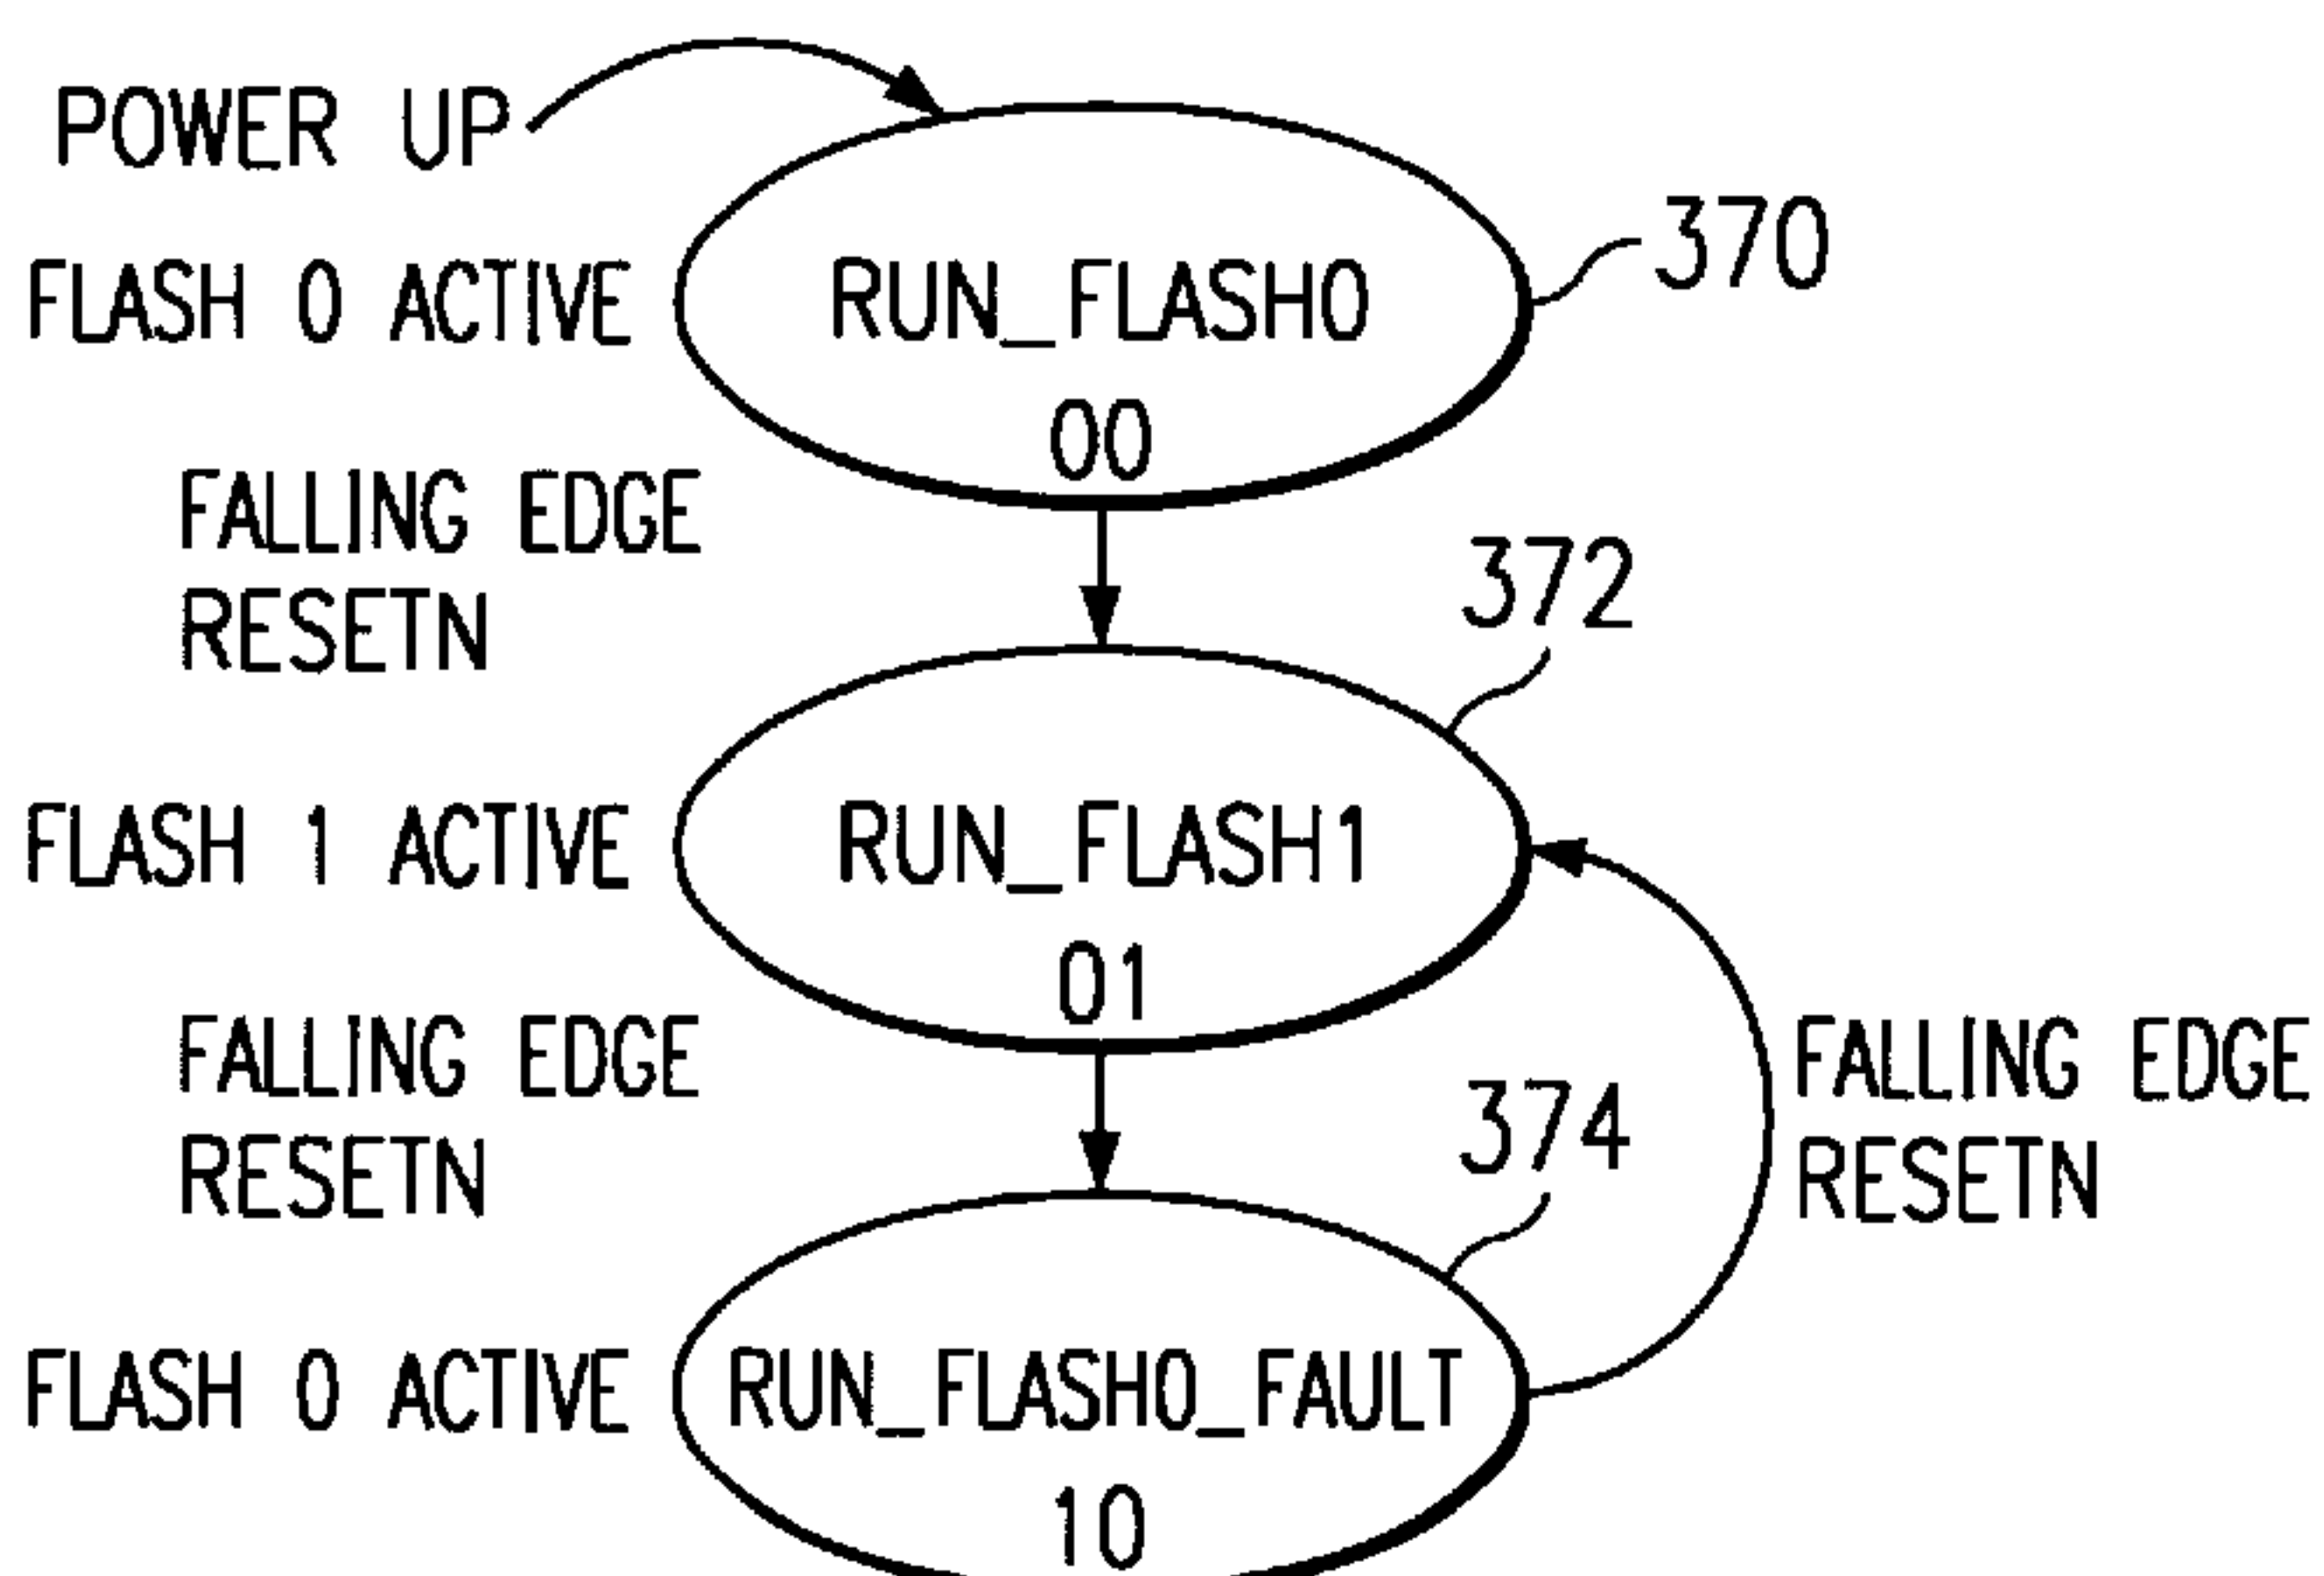 POWER UP
FLASH 0 ACTIVE
RUN_FLASH0
370
00
FALLING EDGE
RESETN
372
FLASH 1 ACTIVE
RUN_FLASH1
01
FALLING EDGE
RESETN
374
FALLING EDGE
RESETN
FLASH 0 ACTIVE
RUN_FLASH0_FAULT
10